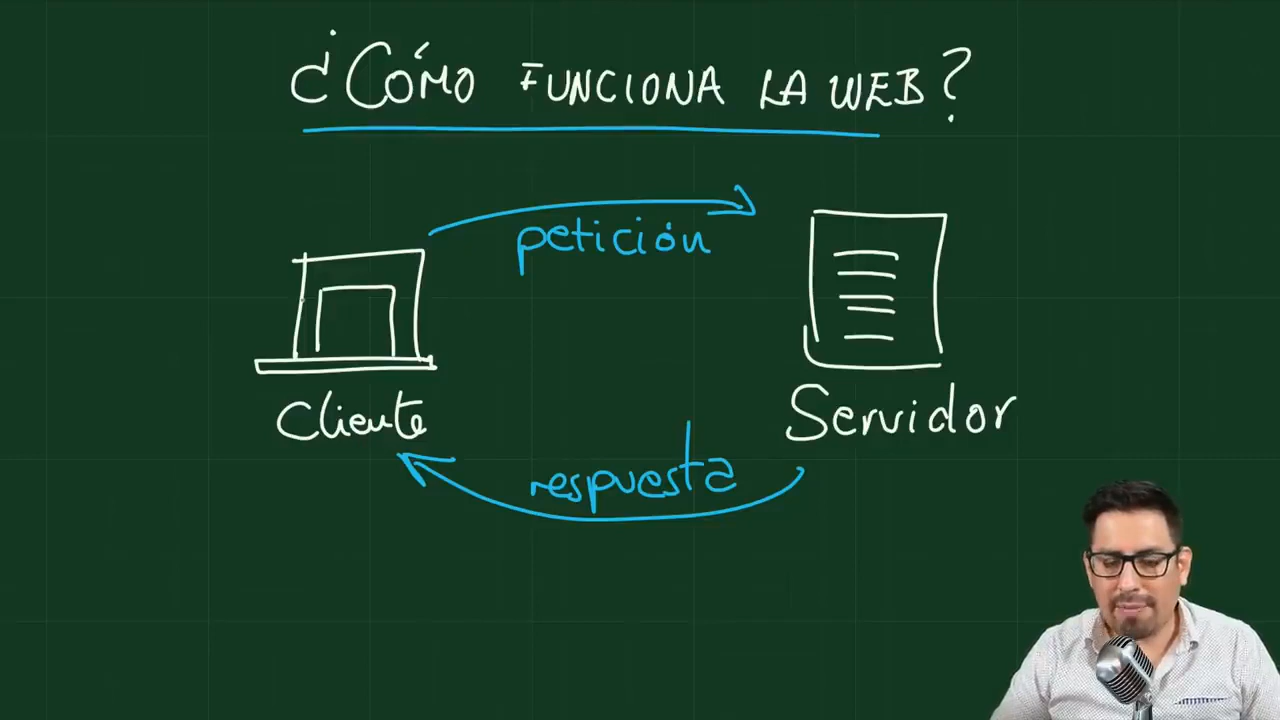 ¿CÓMO FUNCIONA LA WEB?
petición
Cliente
Servidor
respuesta